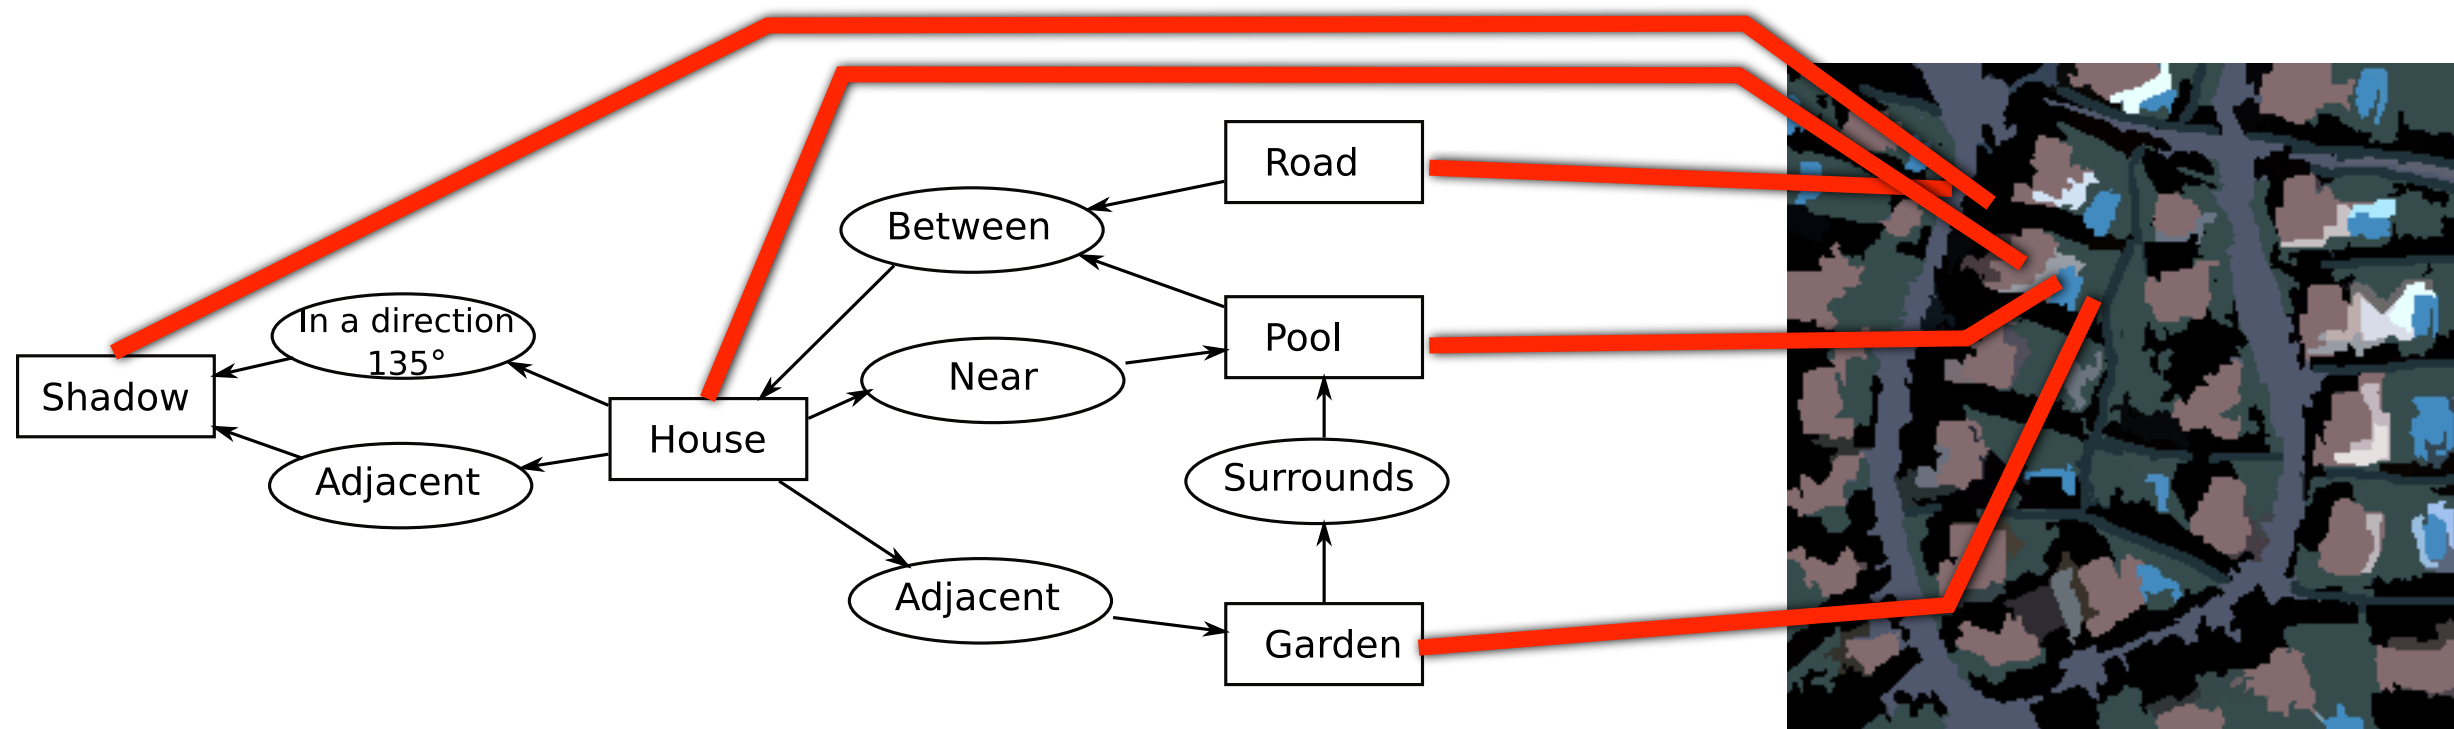 Road
Between
In a direction
135°
Pool
Shadow
Near
House
Adjacent
Surrounds
Adjacent
Garden